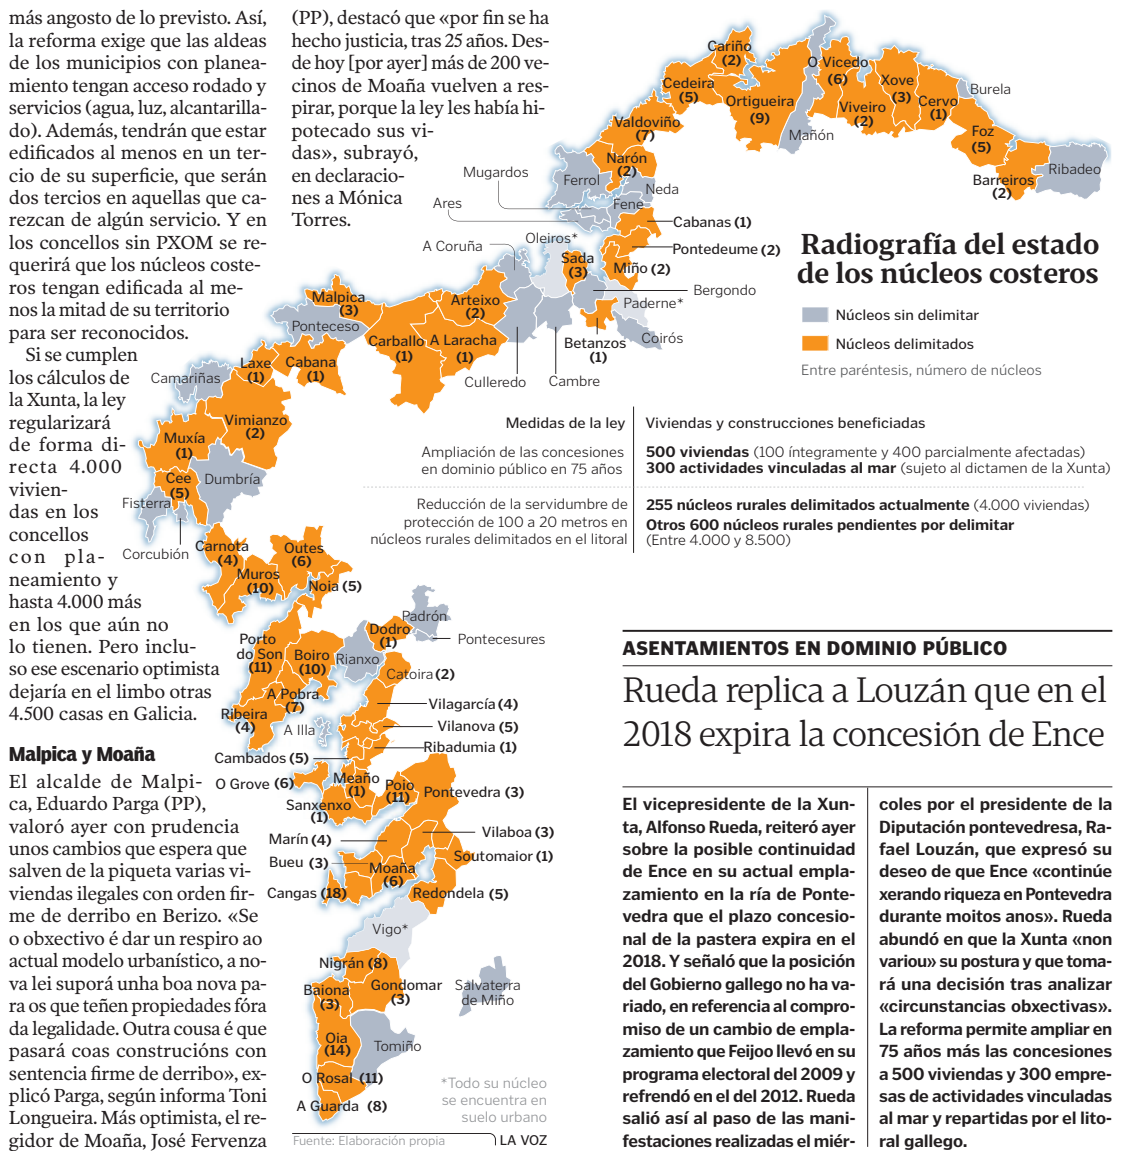 más angosto de lo previsto. Así,
la reforma exige que las aldeas
de los municipios con planea-
miento tengan acceso rodado y
servicios (agua, luz, alcantarilla-
do). Además, tendrán que estar
edificados al menos en un ter-
cio de su superficie, que serán
dos tercios en aquellas que ca-
rezcan de algún servicio. Y en
los concellos sin PXOM se re-
querirá que los núcleos coste-
ros tengan edificada al me-
nos la mitad de su territorio
para ser reconocidos.
Si se cumplen
los cálculos de
la Xunta, la ley
regularizará
de forma di-
recta 4.000
vivien-
das en los
concellos
con pla-
neamiento y
hasta 4.000 más
en los que aún no
lo tienen. Pero inclu-
so ese escenario optimista
dejaría en el limbo otras
4.500 casas en Galicia.
Malpica y Moaña
El alcalde de Malpi-
ca, Eduardo Parga (PP),
valoró ayer con prudencia
unos cambios que espera que
salven de la piqueta varias vi-
viendas ilegales con orden fir-
me de derribo en Berizo. «Se
o obxectivo é dar un respiro ao
actual modelo urbanístico, a no-
va lei suporá unha boa nova pa-
ra os que teñen propiedades fóra
da legalidade. Outra cousa é que
pasará coas construcións con
sentencia firme de derribo», ex-
plicó Parga, según informa Toni
Longueira. Más optimista, el re-
gidor de Moaña, José Fervenza
(PP), destacó que «por fin se ha
hecho justicia, tras 25 años. Des-
de hoy [por ayer] más de 200 ve-
cinos de Moaña vuelven a res-
pirar, porque la ley les había hi-
potecado sus vi-
das», subrayó,
en declaracio-
nes a Mónica
Torres.
Radiografía del estado
de los núcleos costeros
Núcleos sin delimitar
Núcleos delimitados
Entre paréntesis, número de núcleos
Cariño
(2)
O Vicedo
(6)
Xove
(3)
Burela
Cedeira
(5)
Ortigueira
(9)
Viveiro
(2)
Cervo
(1)
Mañón
Foz
(5)
Valdoviño
(7)
Barreiros
(2)
Ribadeo
Narón
(2)
Mugardos
Ferrol
Neda
Fene
Ares
Cabanas (1)
Oleiros*
A Coruña
Pontedeume (2)
Sada
(3)
Miño (2)
Bergondo
Paderne*
Coirós
Betanzos
(1)
Malpica
(3)
Arteixo
(2)
Ponteceso
Carballo
(1)
A Laracha
(1)
Culleredo
Cambre
Laxe
(1)
Cabana
(1)
Camariñas
Vimianzo
(2)
Muxía
(1)
Cee
(5)
Dumbría
Fisterra
Corcubión
Carnota
(4)
Outes
(6)
Muros
(10)
Noia (5)
Padrón
Dodro
(1)
Pontecesures
Porto
do Son
(11)
Boiro
(10)
Rianxo
Catoira (2)
A Pobra
(7)
Vilagarcía (4)
Ribeira
(4)
A Illa
Vilanova (5)
Ribadumia (1)
Cambados (5)
O Grove (6)
Meaño
(1)
Poio
(11)
Pontevedra (3)
Sanxenxo
(1)
Marín (4)
Vilaboa (3)
Bueu (3)
Moaña
(6)
Soutomaior (1)
Cangas (18)
Redondela (5)
Vigo*
Nigrán (8)
Baiona
(3)
Gondomar
(3)
Salvaterra
de Miño
Oia
(14)
Tomiño
O Rosal (11)
A Guarda (8)
*Todo su núcleo
se encuentra en
suelo urbano
Fuente: Elaboración propia
LA VOZ
Medidas de la ley
Viviendas y construcciones beneficiadas
Ampliación de las concesiones
en dominio público en 75 años
500 viviendas (100 íntegramente y 400 parcialmente afectadas)
300 actividades vinculadas al mar (sujeto al dictamen de la Xunta)
Reducción de la servidumbre de
protección de 100 a 20 metros en
núcleos rurales delimitados en el litoral
255 núcleos rurales delimitados actualmente (4.000 viviendas)
Otros 600 núcleos rurales pendientes por delimitar
(Entre 4.000 y 8.500)
ASENTAMIENTOS EN DOMINIO PÚBLICO
Rueda replica a Louzán que en el
2018 expira la concesión de Ence
El vicepresidente de la Xun-
ta, Alfonso Rueda, reiteró ayer
sobre la posible continuidad
de Ence en su actual empla-
zamiento en la ría de Ponte-
vedra que el plazo concesio-
nal de la pastera expira en el
2018. Y señaló que la posición
del Gobierno gallego no ha va-
riado, en referencia al compro-
miso de un cambio de empla-
zamiento que Feijoo llevó en su
programa electoral del 2009 y
refrendó en el del 2012. Rueda
salió así al paso de las mani-
festaciones realizadas el miér-
coles por el presidente de la
Diputación pontevedresa, Ra-
fael Louzán, que expresó su
deseo de que Ence «continúe
xerando riqueza en Pontevedra
durante moitos anos». Rueda
abundó en que la Xunta «non
variou» su postura y que toma-
rá una decisión tras analizar
«circunstancias obxectivas».
La reforma permite ampliar en
75 años más las concesiones
a 500 viviendas y 300 empre-
sas de actividades vinculadas
al mar y repartidas por el lito-
ral gallego.